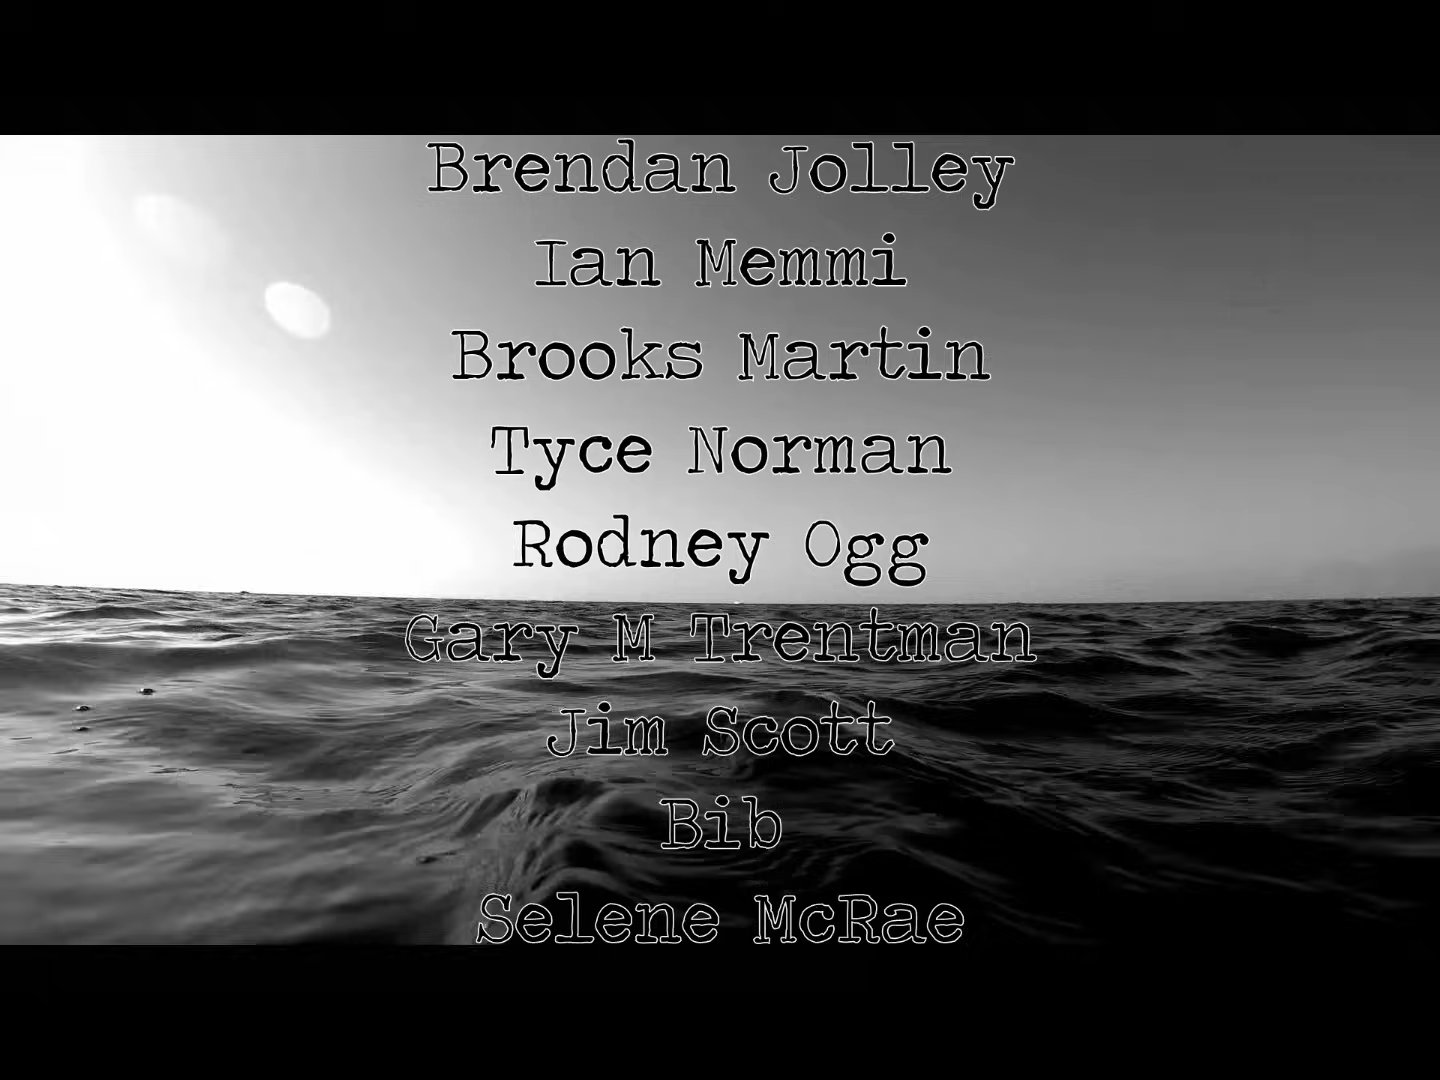 Brendan Jolley
Ian Memmi
Brooks Martin
Tyce Norman
Rodney Ogg
Gary M Trentman
Jim Scott
Bib
Selene McRae